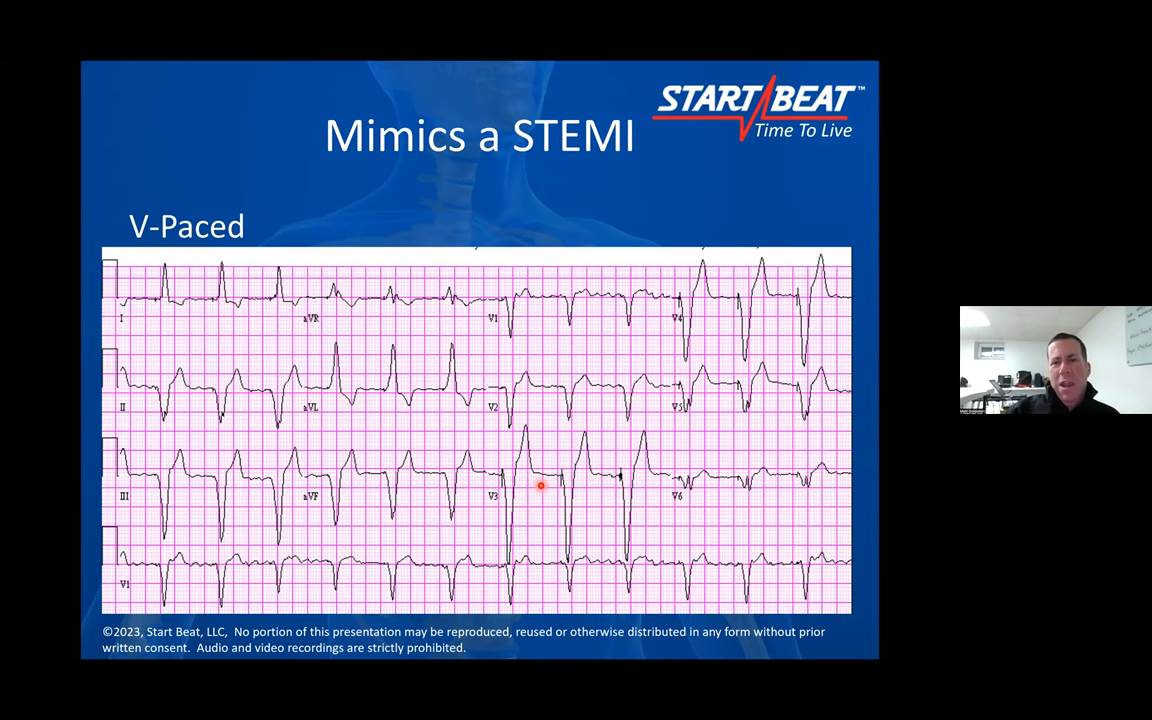 START BEAT™
Time To Live
Mimics a STEMI
V-Paced
I
aVR
V1
V4
II
aVL
V2
V5
III
aVF
V3
V6
V1
©2023, Start Beat, LLC, No portion of this presentation may be reproduced, reused or otherwise distributed in any form without prior
written consent. Audio and video recordings are strictly prohibited.